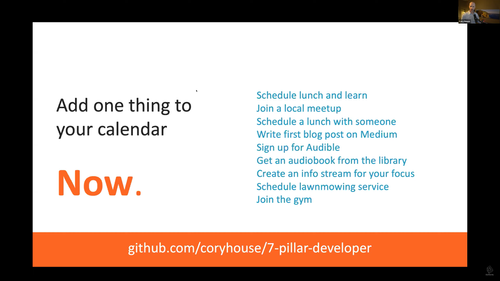 Add one thing to
your calendar
Now.
Schedule lunch and learn
Join a local meetup
Schedule a lunch with someone
Write first blog post on Medium
Sign up for Audible
Get an audiobook from the library
Create an info stream for your focus
Schedule lawnmowing service
Join the gym
github.com/coryhouse/7-pillar-developer